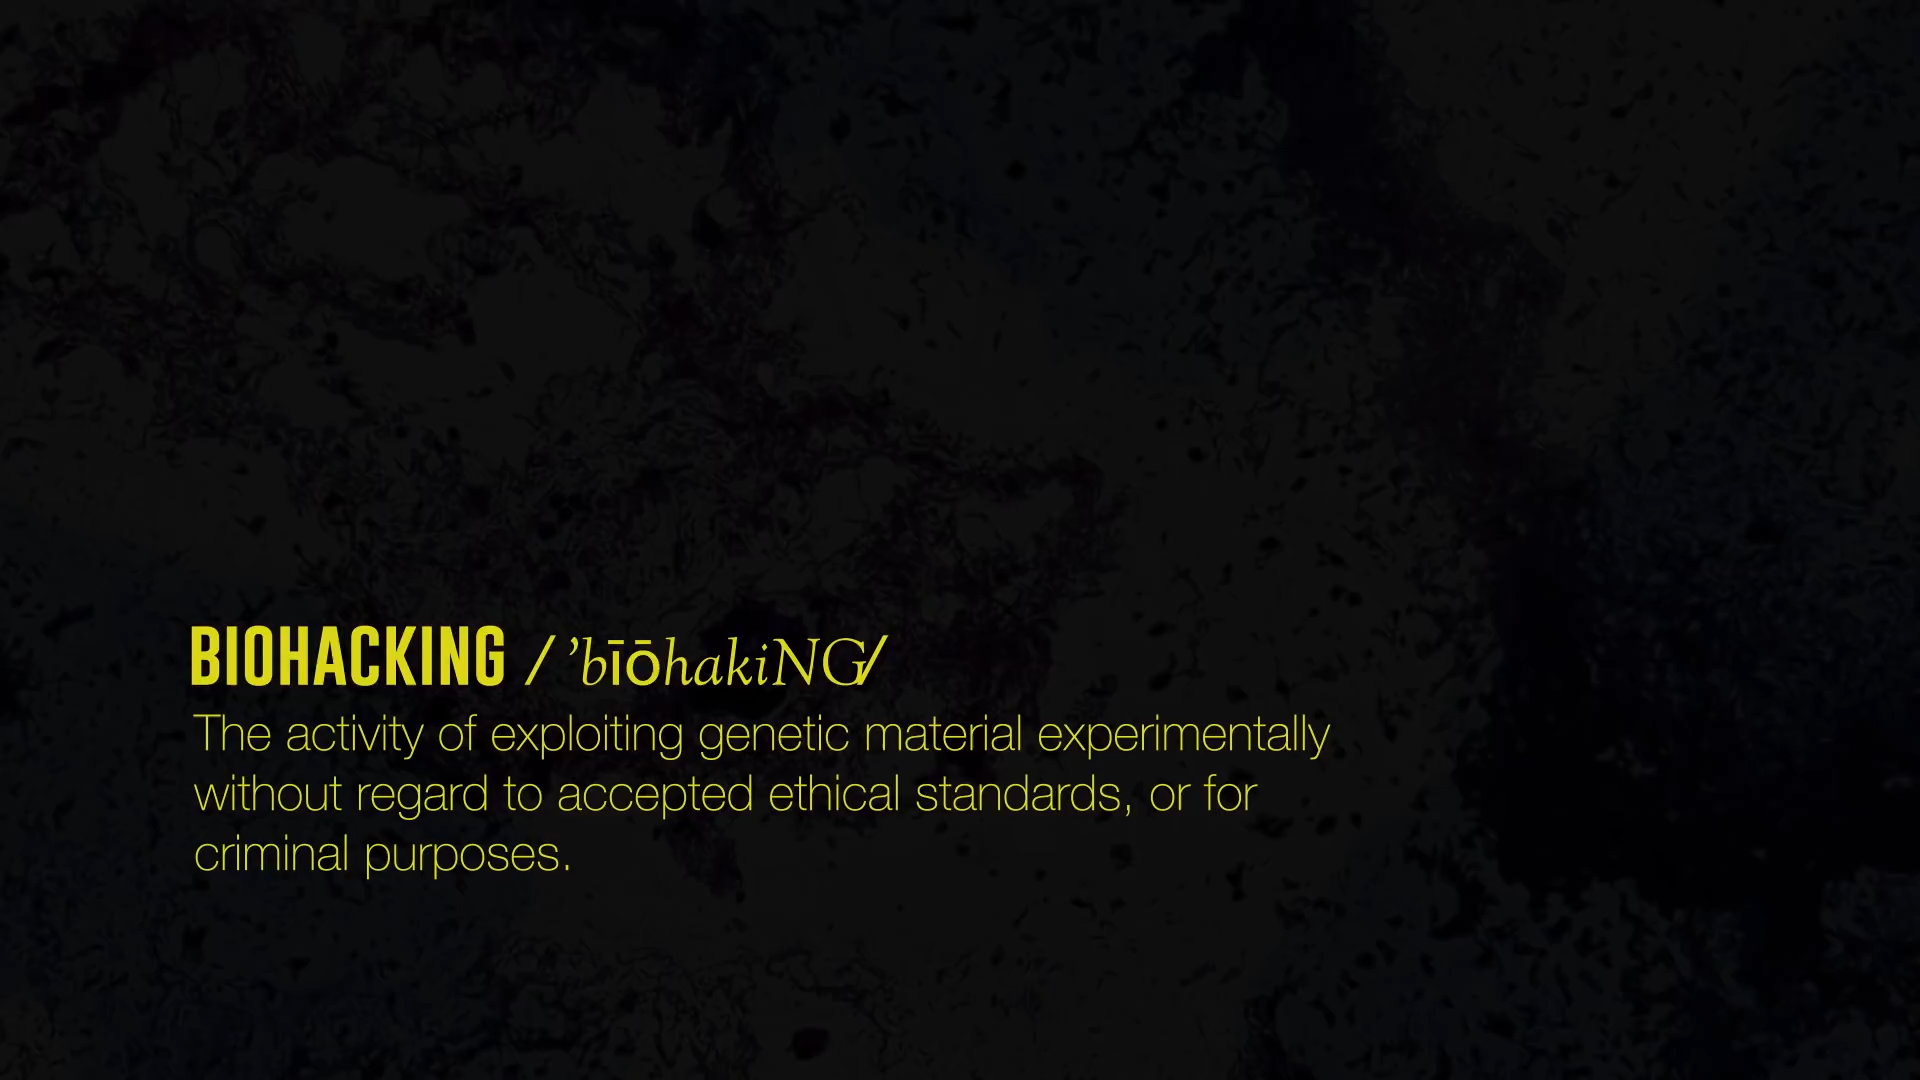 BIOHACKING / ’bīōhakiNG/
The activity of exploiting genetic material experimentally
without regard to accepted ethical standards, or for
criminal purposes.